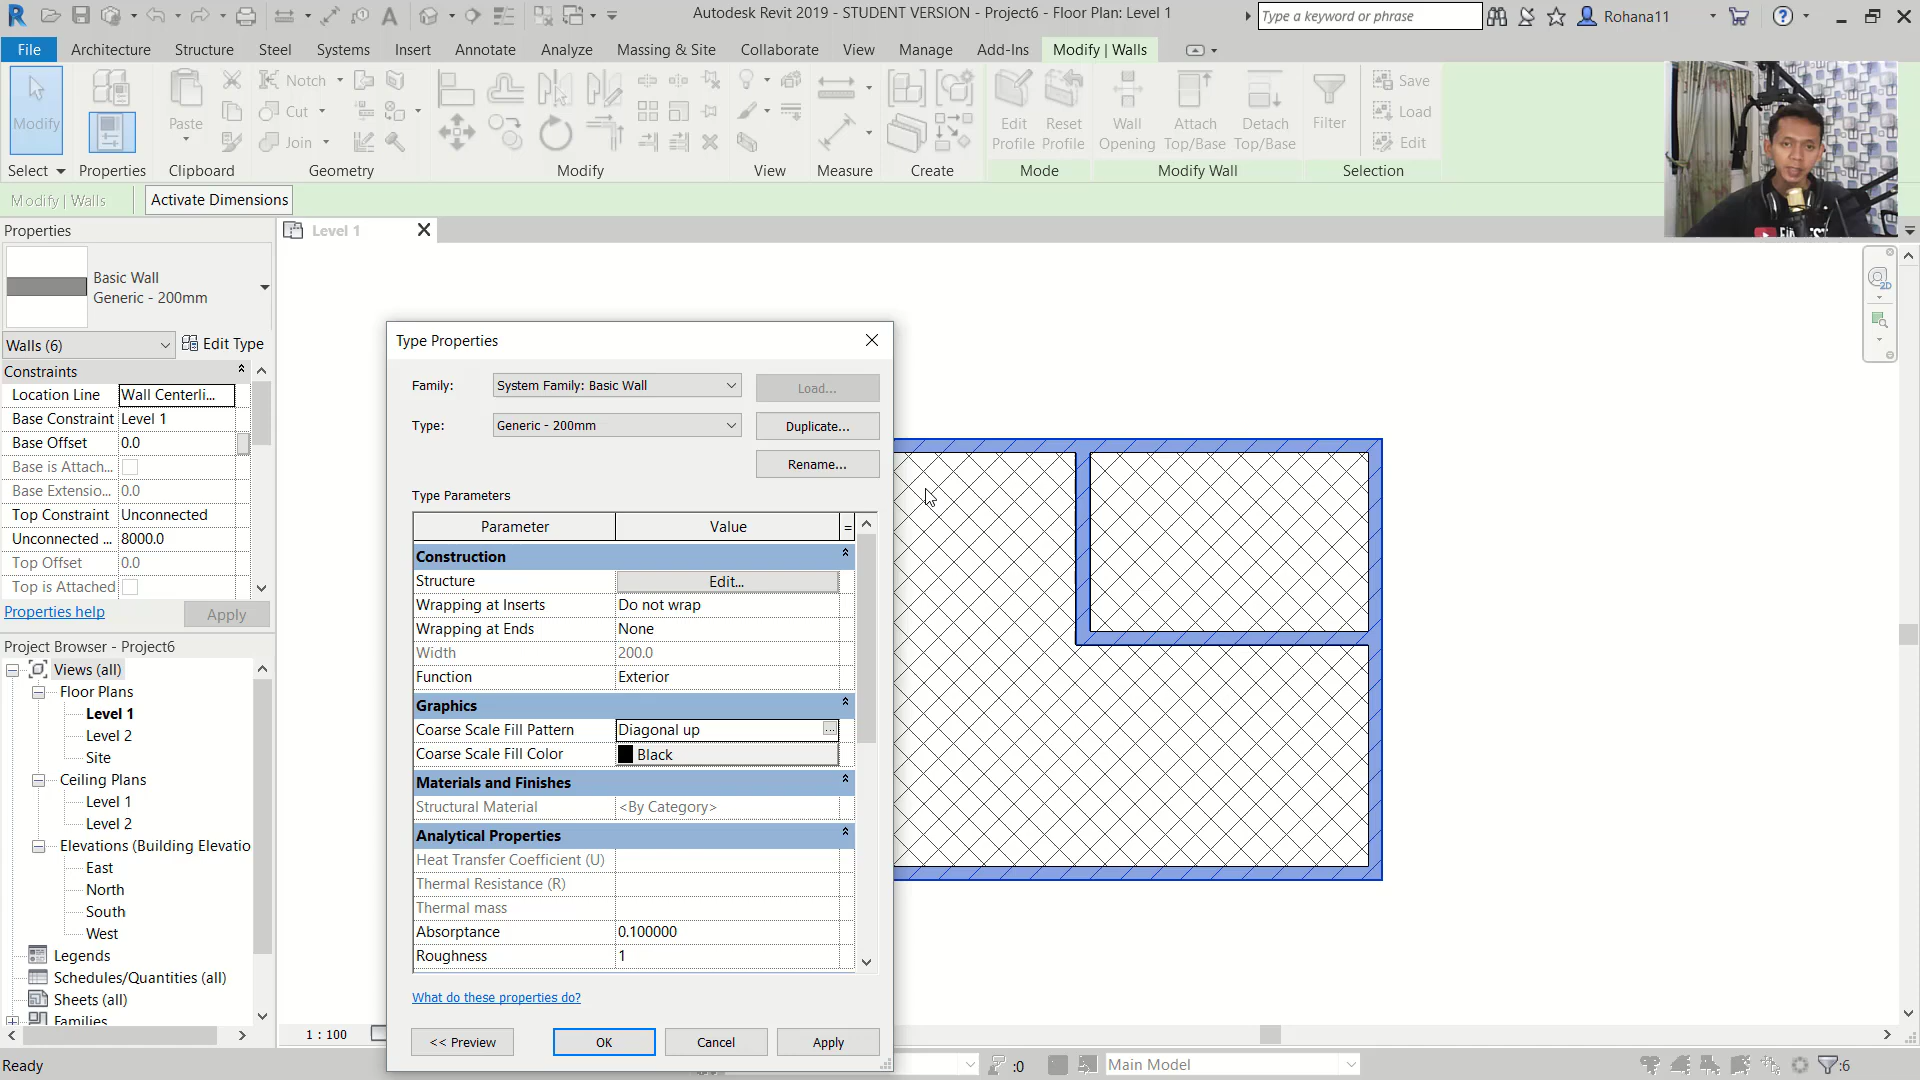 Autodesk Revit 2019 - STUDENT VERSION - Project6 - Floor Plan: Level 1
Type a keyword or phrase
Rohana11
File Architecture Structure Steel Systems Insert Annotate Analyze Massing & Site Collaborate View Manage Add-Ins Modify | Walls
Modify
Paste
Notch
Cut
Join
Edit Profile
Reset Profile
Wall Opening
Attach Top/Base
Detach Top/Base
Filter
Save
Load
Edit
Select Properties Clipboard Geometry Modify View Measure Create Mode Modify Wall Selection
Modify | Walls Activate Dimensions
Properties
Level 1
2D
Basic Wall
Generic - 200mm
Walls (6) Edit Type
Constraints
Location Line Wall Centerli...
Base Constraint Level 1
Base Offset 0.0
Base is Attach...
Base Extensio... 0.0
Top Constraint Unconnected
Unconnected ... 8000.0
Top Offset 0.0
Top is Attached
Properties help Apply
Project Browser - Project6
Views (all)
Floor Plans
Level 1
Level 2
Site
Ceiling Plans
Level 1
Level 2
Elevations (Building Elevatio
East
North
South
West
Legends
Schedules/Quantities (all)
Sheets (all)
Families
Type Properties
Family: System Family: Basic Wall Load...
Type: Generic - 200mm Duplicate...
Rename...
Type Parameters
Parameter Value =
Construction
Structure Edit...
Wrapping at Inserts Do not wrap
Wrapping at Ends None
Width 200.0
Function Exterior
Graphics
Coarse Scale Fill Pattern Diagonal up ...
Coarse Scale Fill Color Black
Materials and Finishes
Structural Material <By Category>
Analytical Properties
Heat Transfer Coefficient (U)
Thermal Resistance (R)
Thermal mass
Absorptance 0.100000
Roughness 1
What do these properties do?
<< Preview OK Cancel Apply
1 : 100
Ready
:0
Main Model
:6